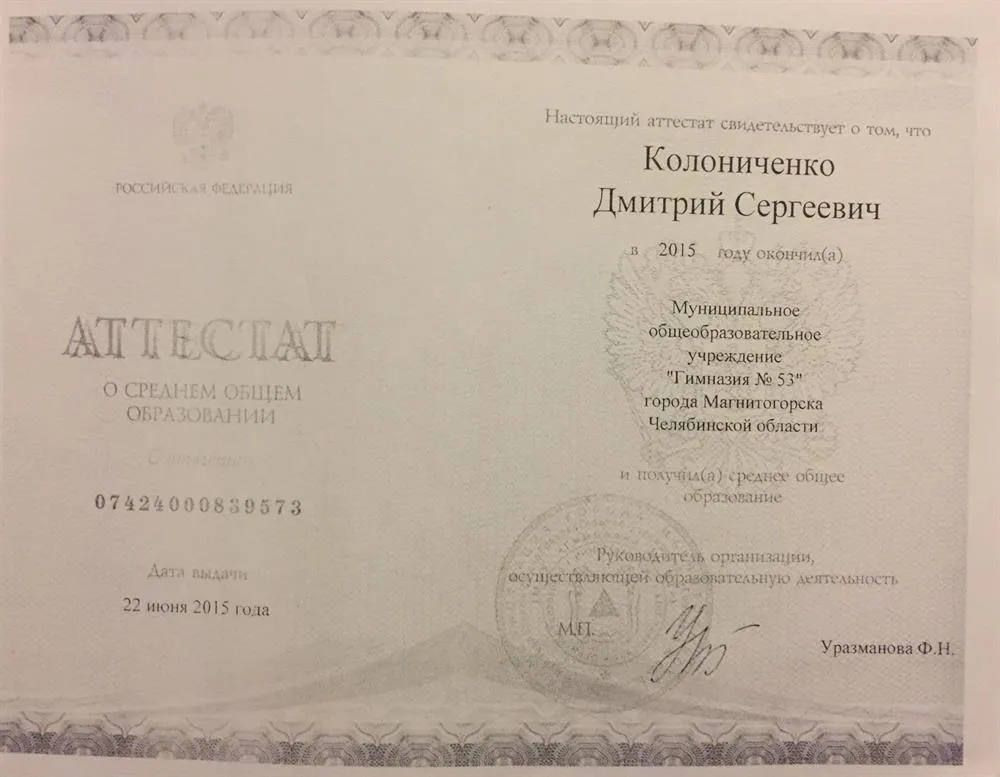 РОССИЙСКАЯ ФЕДЕРАЦИЯ
АТТЕСТАТ
О СРЕДНЕМ ОБЩЕМ
ОБРАЗОВАНИИ
С отличием
07424000839573
Дата выдачи
22 июня 2015 года
Настоящий аттестат свидетельствует о том, что
Колониченко
Дмитрий Сергеевич
в 2015 году окончил(а)
Муниципальное
общеобразовательное
учреждение
"Гимназия № 53"
города Магнитогорска
Челябинской области
и получил(а) среднее общее
образование
Руководитель организации,
осуществляющей образовательную деятельность
М.П.
Уразманова Ф.Н.